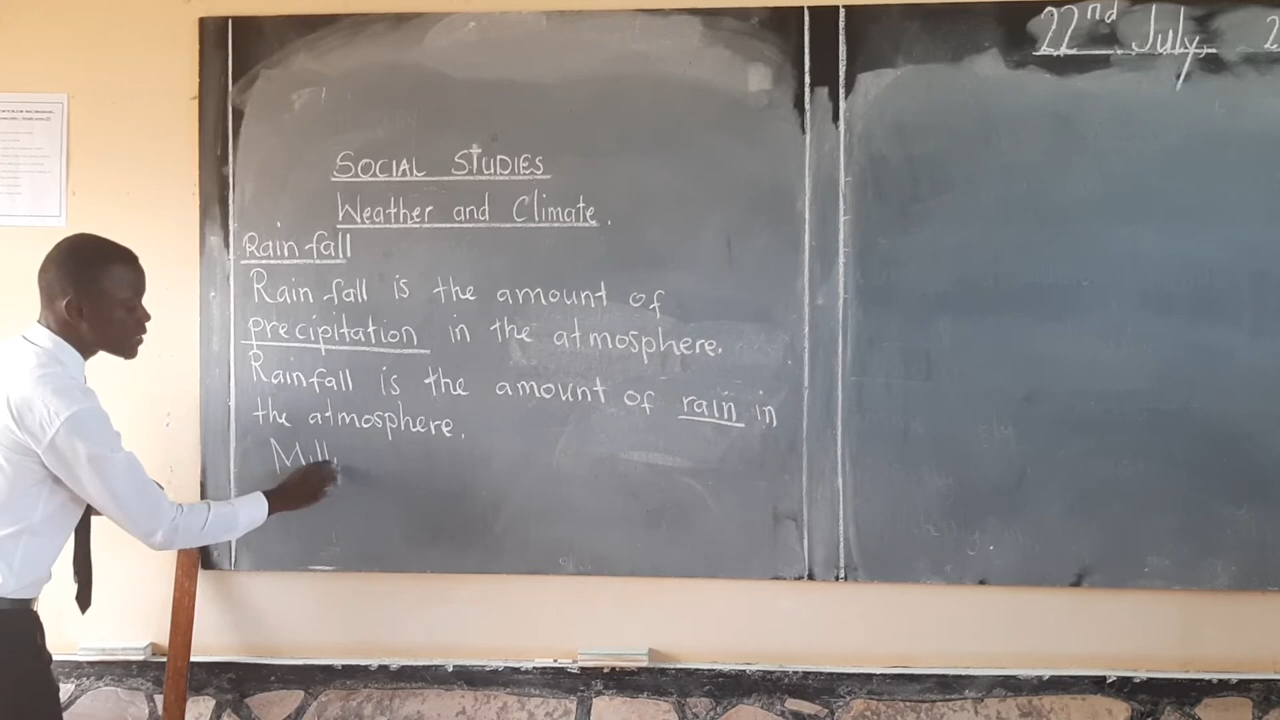 SOCIAL STUDIES
Weather and Climate.
Rainfall
Rainfall is the amount of
precipitation in the atmosphere.
Rainfall is the amount of rain in
the atmosphere.
Mill
22nd July,